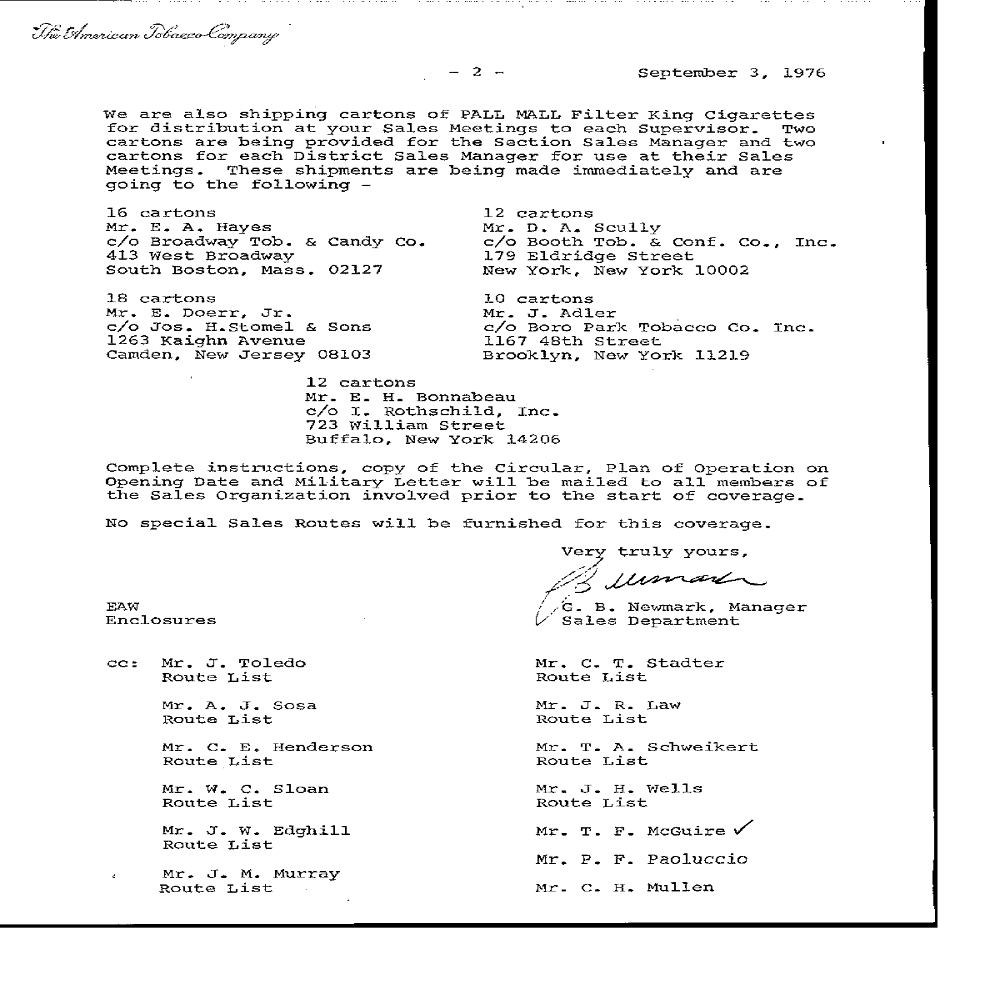 The American Tobacco Company
- 2 -
September 3, 1976
We are also shipping cartons of PALL MALL Filter King Cigarettes
for distribution at your Sales Meetings to each Supervisor. Two
cartons are being provided for the Section Sales Manager and two
cartons for each District Sales Manager for use at their Sales
Meetings. These shipments are being made immediately and are
going to the following -
16 cartons
Mr. E. A. Hayes
c/o Broadway Tob. & Candy Co.
413 West Broadway
South Boston, Mass. 02127
12 cartons
Mr. D. A. Scully
c/o Booth Tob. & Conf. Co., Inc.
179 Eldridge Street
New York, New York 10002
18 cartons
Mr. E. Doerr, Jr.
c/o Jos. H.Stomel & Sons
1263 Kaighn Avenue
Camden, New Jersey 08103
10 cartons
Mr. J. Adler
c/o Boro Park Tobacco Co. Inc.
1167 48th Street
Brooklyn, New York 11219
12 cartons
Mr. E. H. Bonnabeau
c/o I. Rothschild, Inc.
723 William Street
Buffalo, New York 14206
Complete instructions, copy of the Circular, Plan of Operation on
Opening Date and Military Letter will be mailed to all members of
the Sales Organization involved prior to the start of coverage.
No special Sales Routes will be furnished for this coverage.
Very truly yours,
G. B. Newmark, Manager
Sales Department
EAW
Enclosures
cc: Mr. J. Toledo
Route List
Mr. A. J. Sosa
Route List
Mr. C. E. Henderson
Route List
Mr. W. C. Sloan
Route List
Mr. J. W. Edghill
Route List
Mr. J. M. Murray
Route List
Mr. C. T. Stadter
Route List
Mr. J. R. Law
Route List
Mr. T. A. Schweikert
Route List
Mr. J. H. Wells
Route List
Mr. T. F. McGuire ✓
Mr. P. F. Paoluccio
Mr. C. H. Mullen